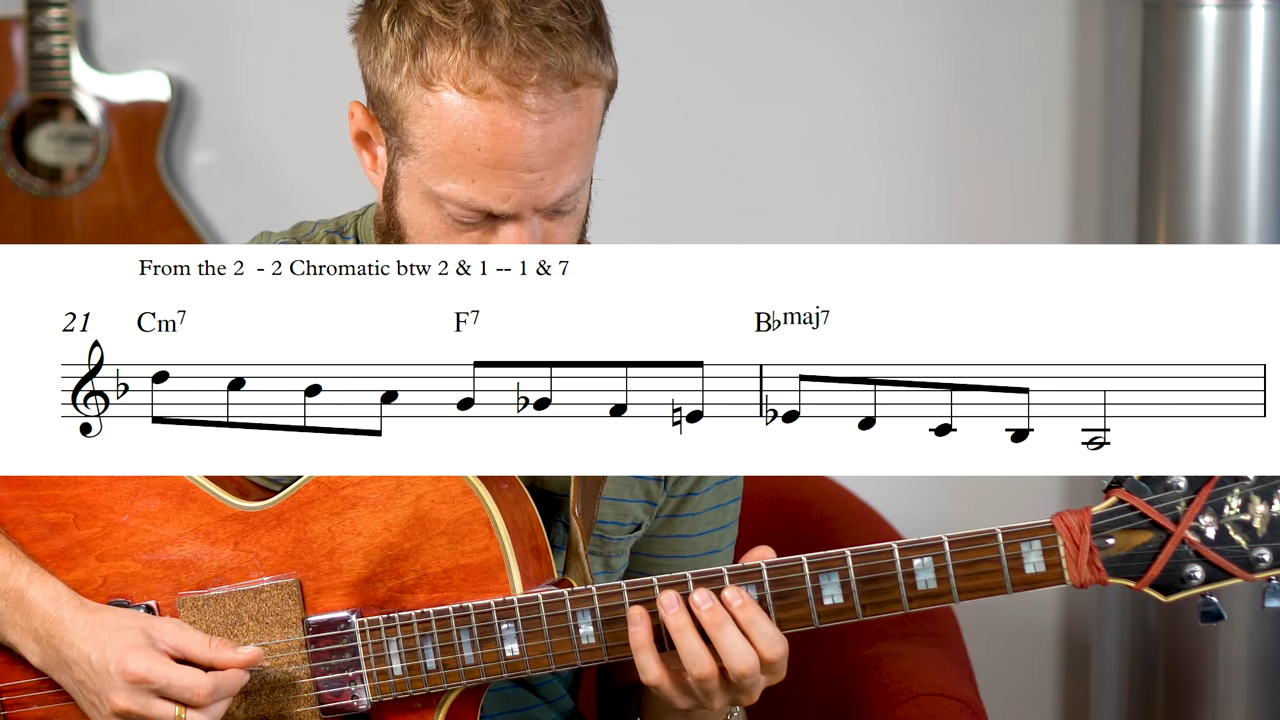 From the 2 - 2 Chromatic btw 2 & 1 -- 1 & 7
21 Cm7 F7 B♭maj7